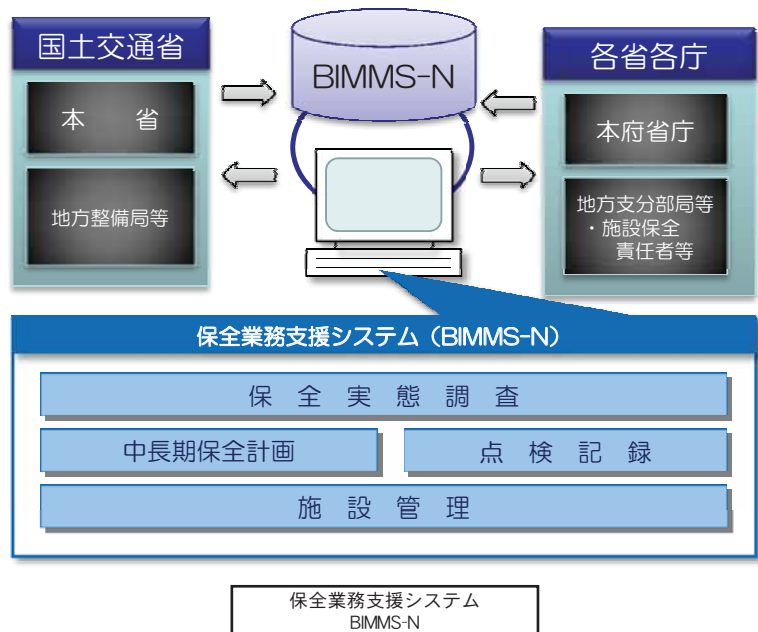 国土交通省
本　省
地方整備局等
BIMMS-N
各省各庁
本府省庁
地方支分部局等
・施設保全
責任者等
保全業務支援システム（BIMMS-N）
保 全 実 態 調 査
中長期保全計画
点 検 記 録
施 設 管 理
保全業務支援システム
BIMMS-N